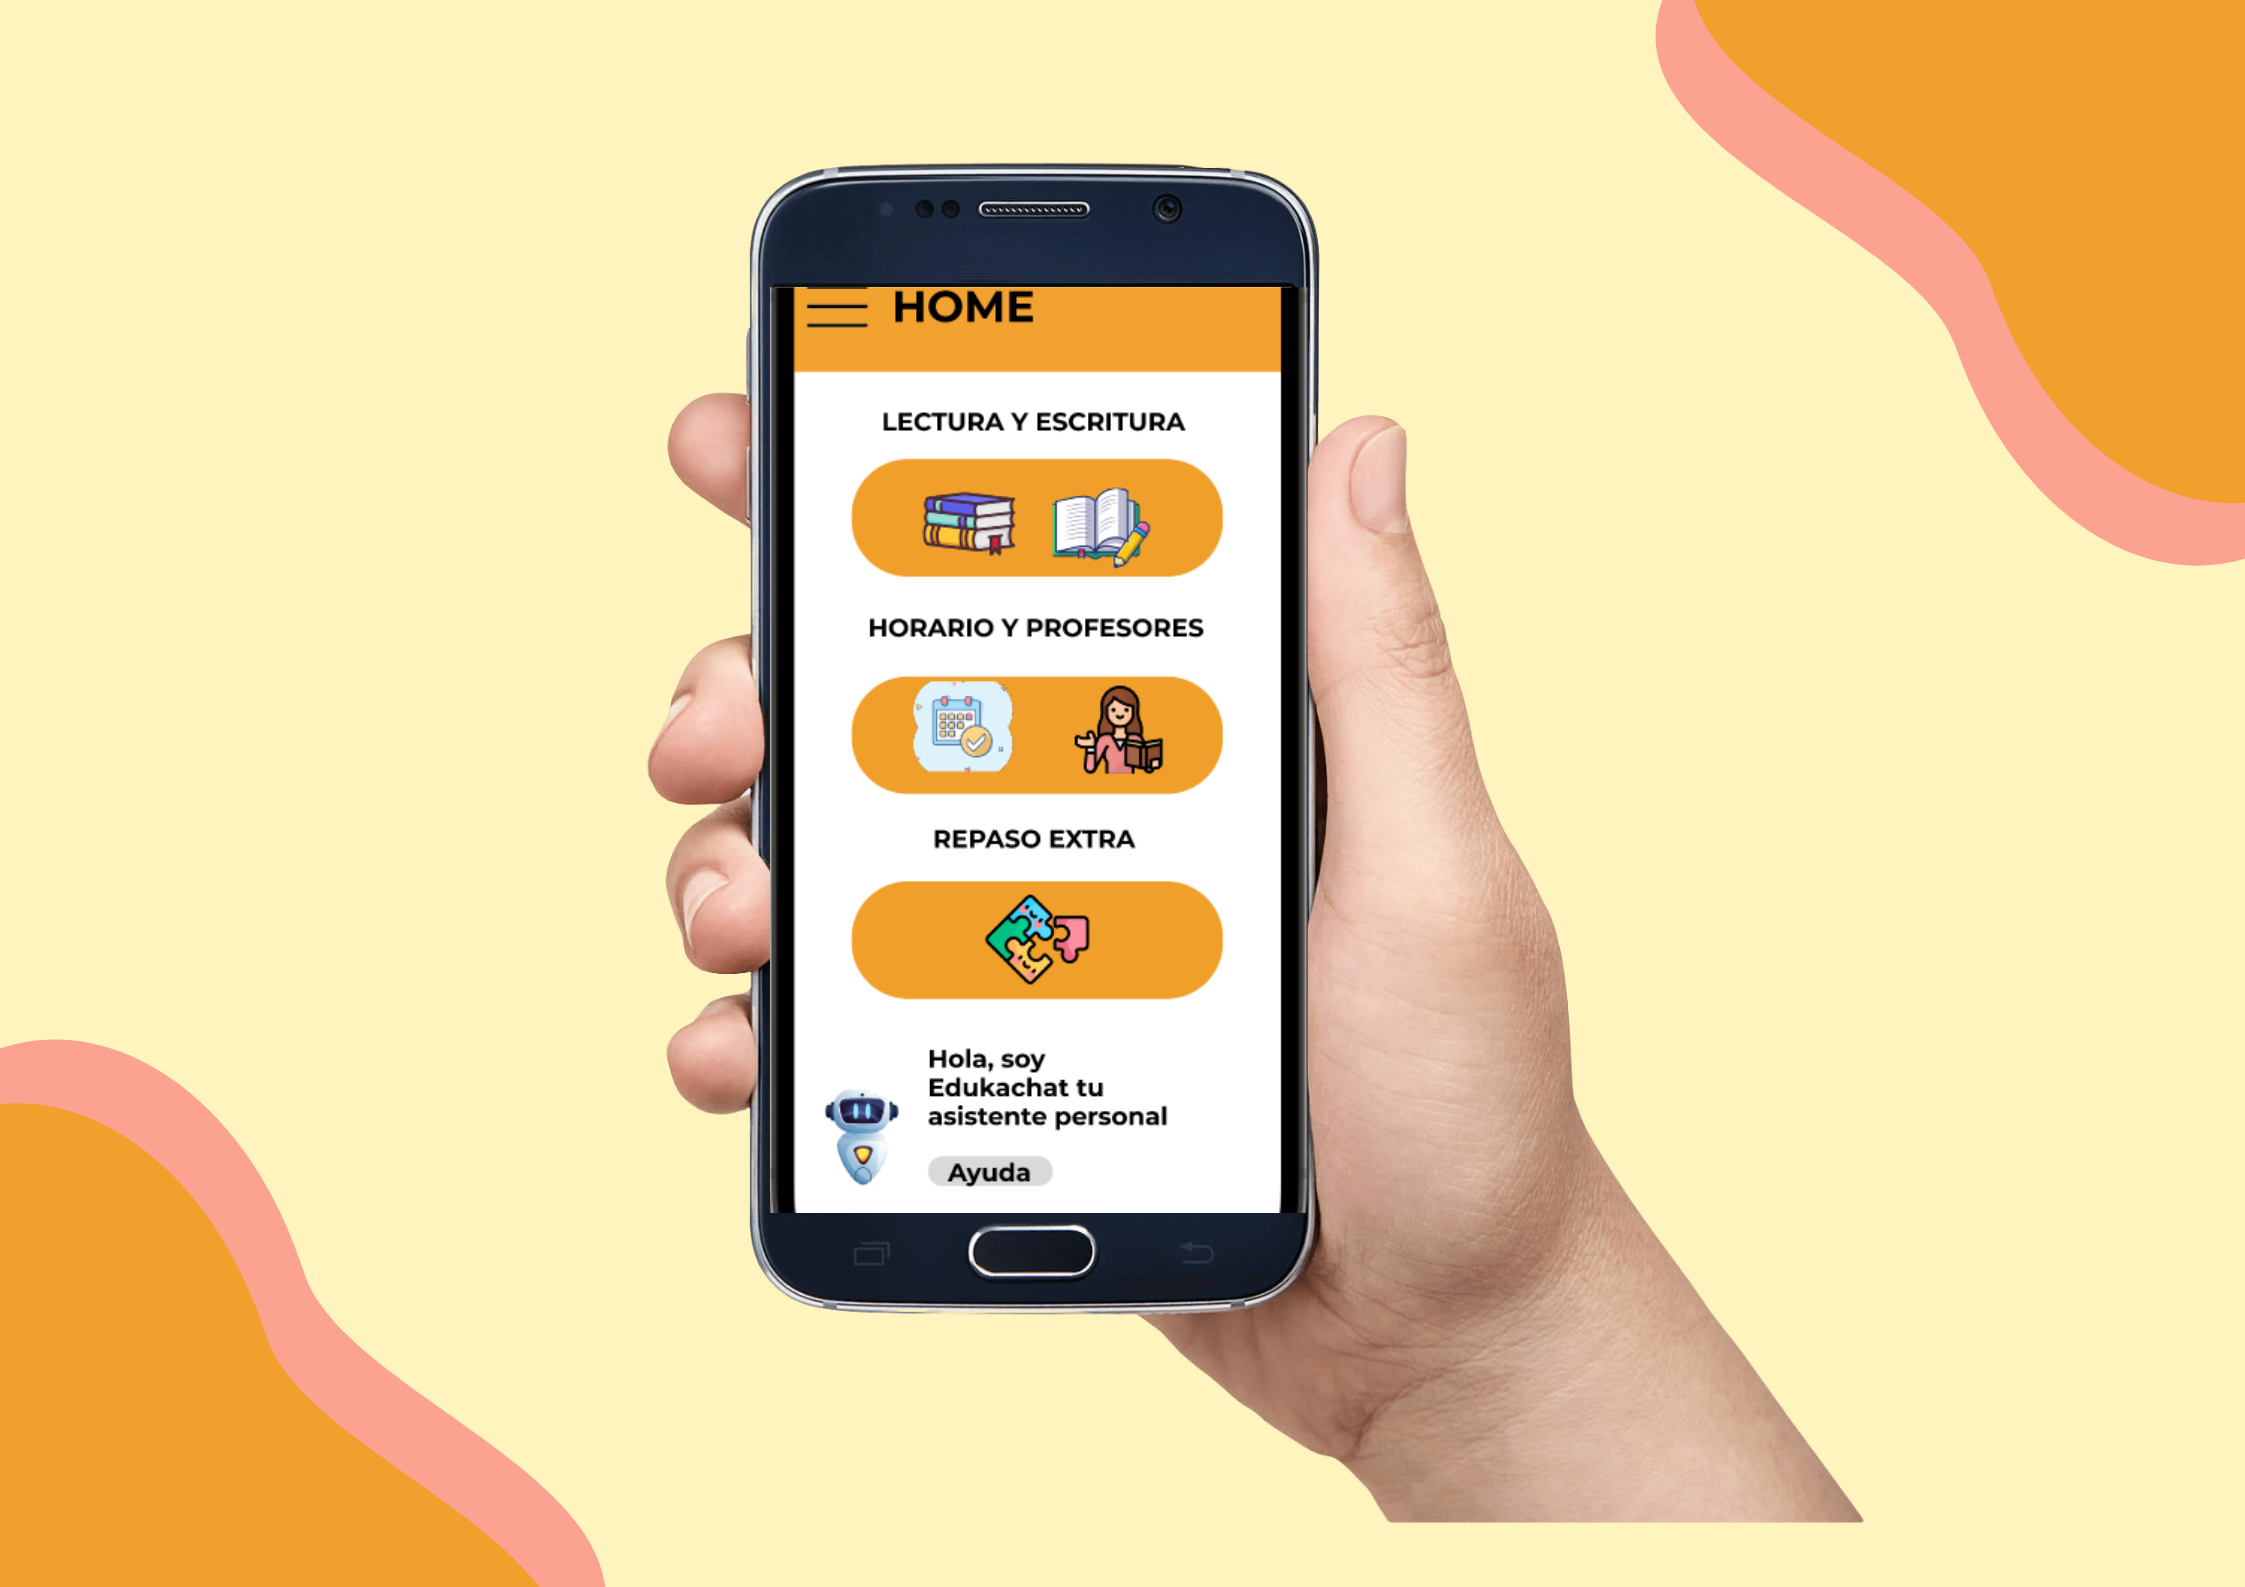 HOME
LECTURA Y ESCRITURA
HORARIO Y PROFESORES
REPASO EXTRA
Hola, soy
Edukachat tu
asistente personal
Ayuda